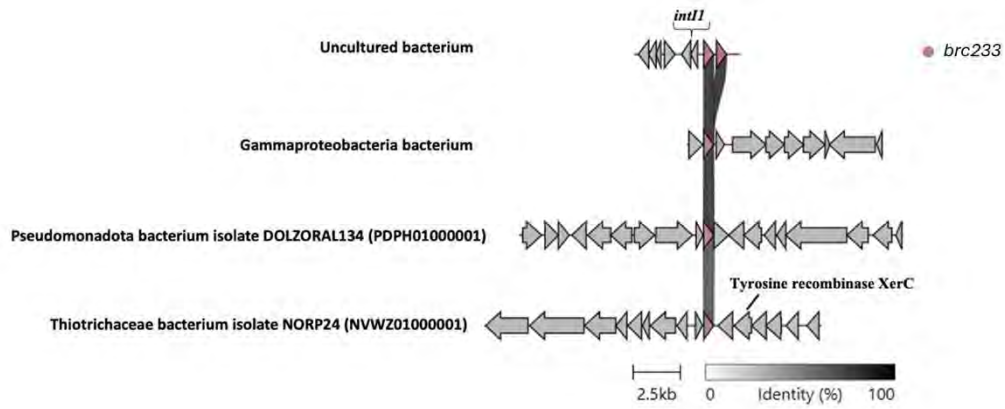 intI1
Uncultured bacterium
brc233
Gammaproteobacteria bacterium
Pseudomonadota bacterium isolate DOLZORAL134 (PDPH01000001)
Tyrosine recombinase XerC
Thiotrichaceae bacterium isolate NORP24 (NVWZ01000001)
2.5kb
0 Identity (%) 100